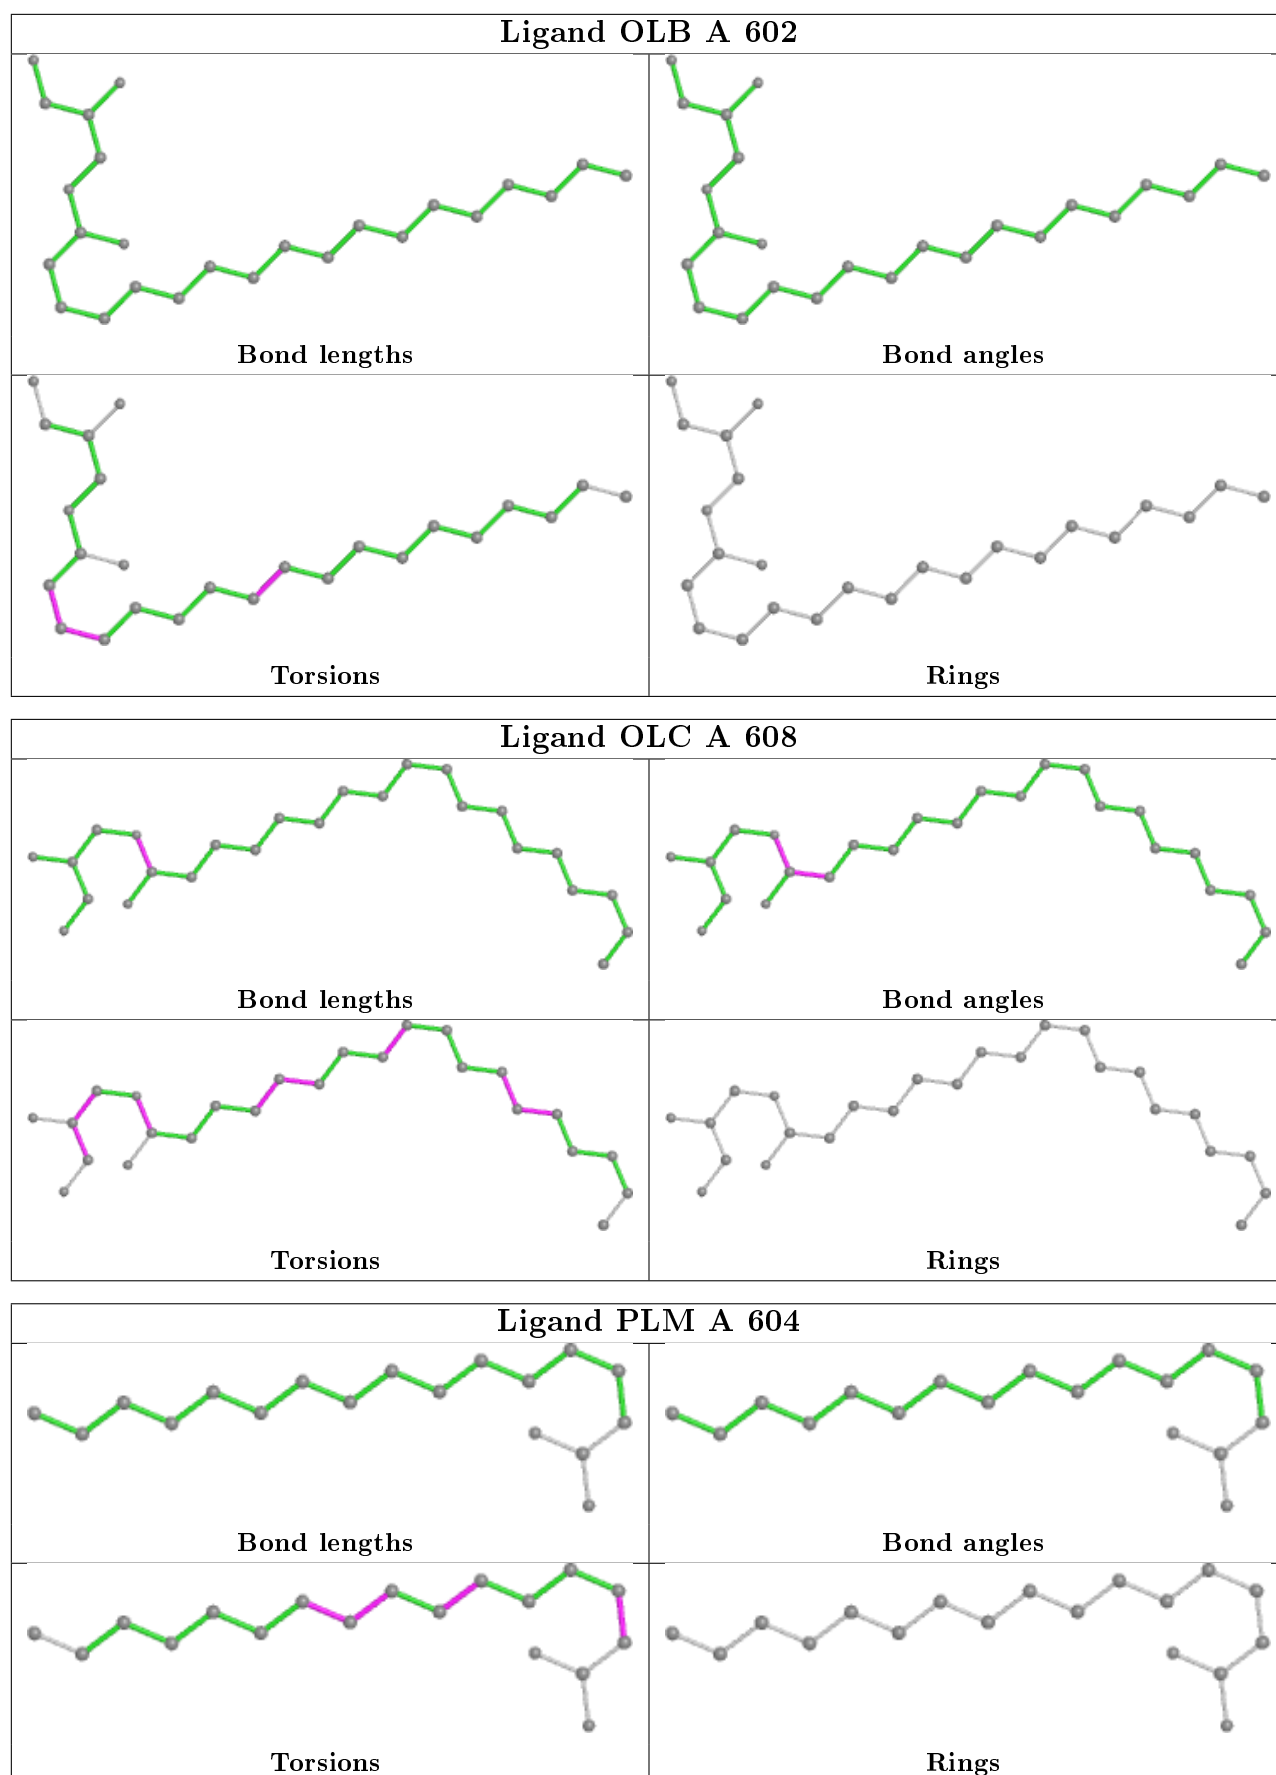 Ligand OLB A 602
Bond lengths
Bond angles
Torsions
Rings
Ligand OLC A 608
Bond lengths
Bond angles
Torsions
Rings
Ligand PLM A 604
Bond lengths
Bond angles
Torsions
Rings